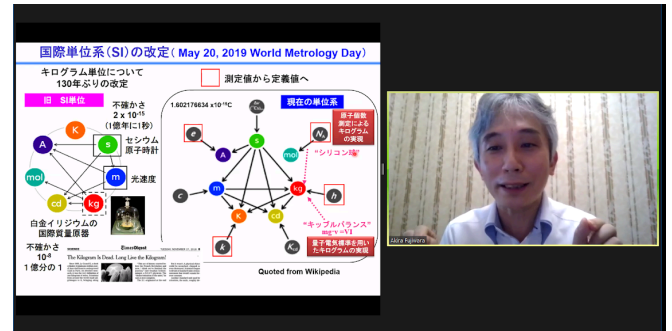 国際単位系(SI)の改定( May 20, 2019 World Metrology Day)
キログラム単位について
130年ぶりの改定
測定値から定義値へ
旧 SI単位
不確かさ
2 x 10⁻¹⁵
(1億年に1秒)
セシウム
原子時計
光速度
K
A
s
mol
m
cd
kg
白金イリジウムの
国際質量原器
不確かさ
10⁻⁸
1億分の1
1.602176634 x10⁻¹⁹C
現在の単位系
原子個数
測定による
キログラム
の実現
"シリコン球"
e
A
s
mol
c
m
kg
h
K
cd
k
"キッブルバランス"
mg・v =VI
量子電気標準を用い
たキログラムの実現
TimesDigest
The Kilogram Is Dead. Long Live the Kilogram!
Quoted from Wikipedia
Akira Fujiwara